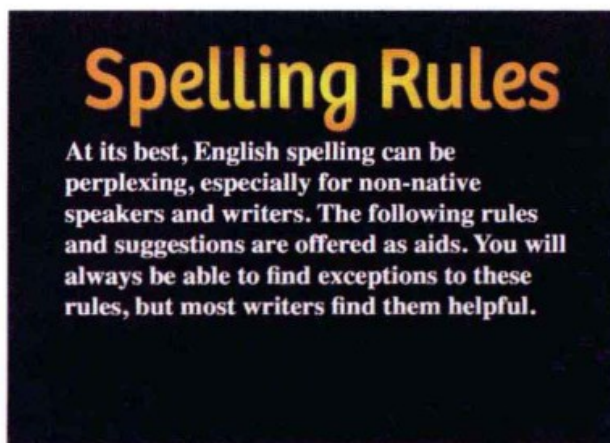 Spelling Rules
At its best, English spelling can be
perplexing, especially for non-native
speakers and writers. The following rules
and suggestions are offered as aids. You will
always be able to find exceptions to these
rules, but most writers find them helpful.